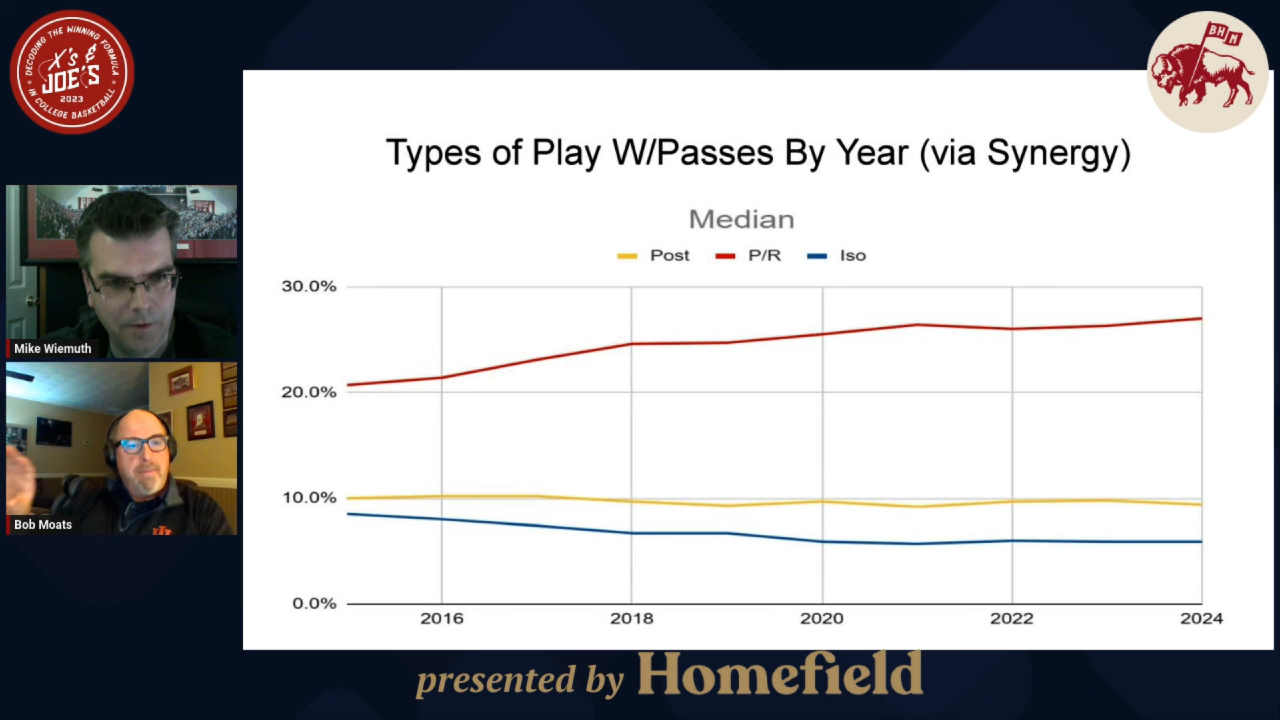 DECODING THE WINNING FORMULA
X's &
JOE'S
2023
IN COLLEGE BASKETBALL
BHM
Types of Play W/Passes By Year (via Synergy)
Median
Post P/R Iso
30.0%
20.0%
10.0%
0.0%
2016 2018 2020 2022 2024
Mike Wiemuth
Bob Moats
presented by Homefield